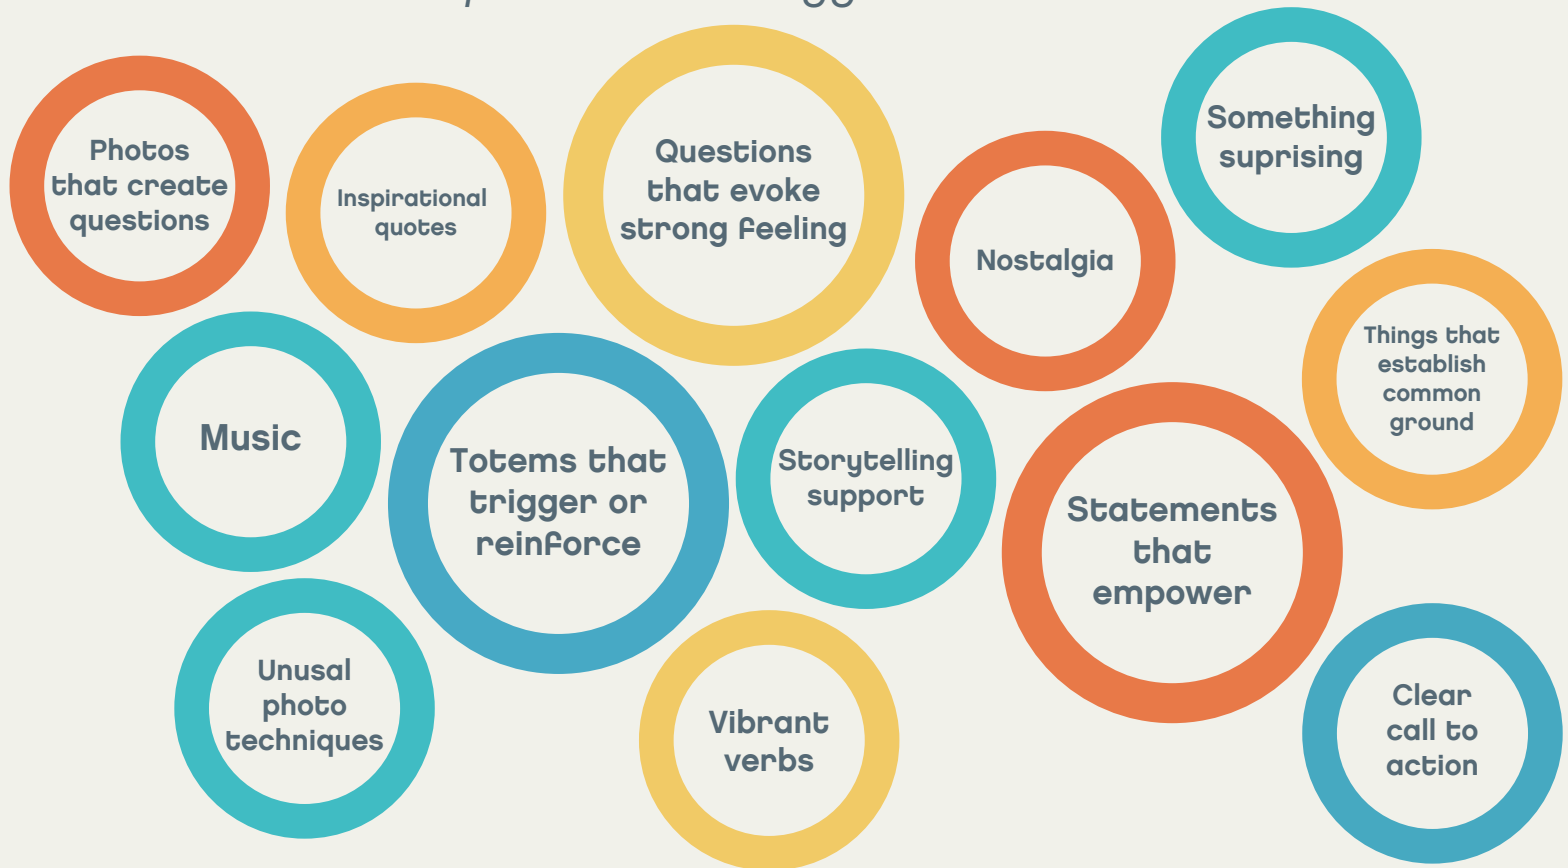 Photos
that create
questions
Inspirational
quotes
Questions
that evoke
strong feeling
Nostalgia
Something
suprising
Things that
establish
common
ground
Music
Totems that
trigger or
reinforce
Storytelling
support
Statements
that
empower
Unusal
photo
techniques
Vibrant
verbs
Clear
call to
action